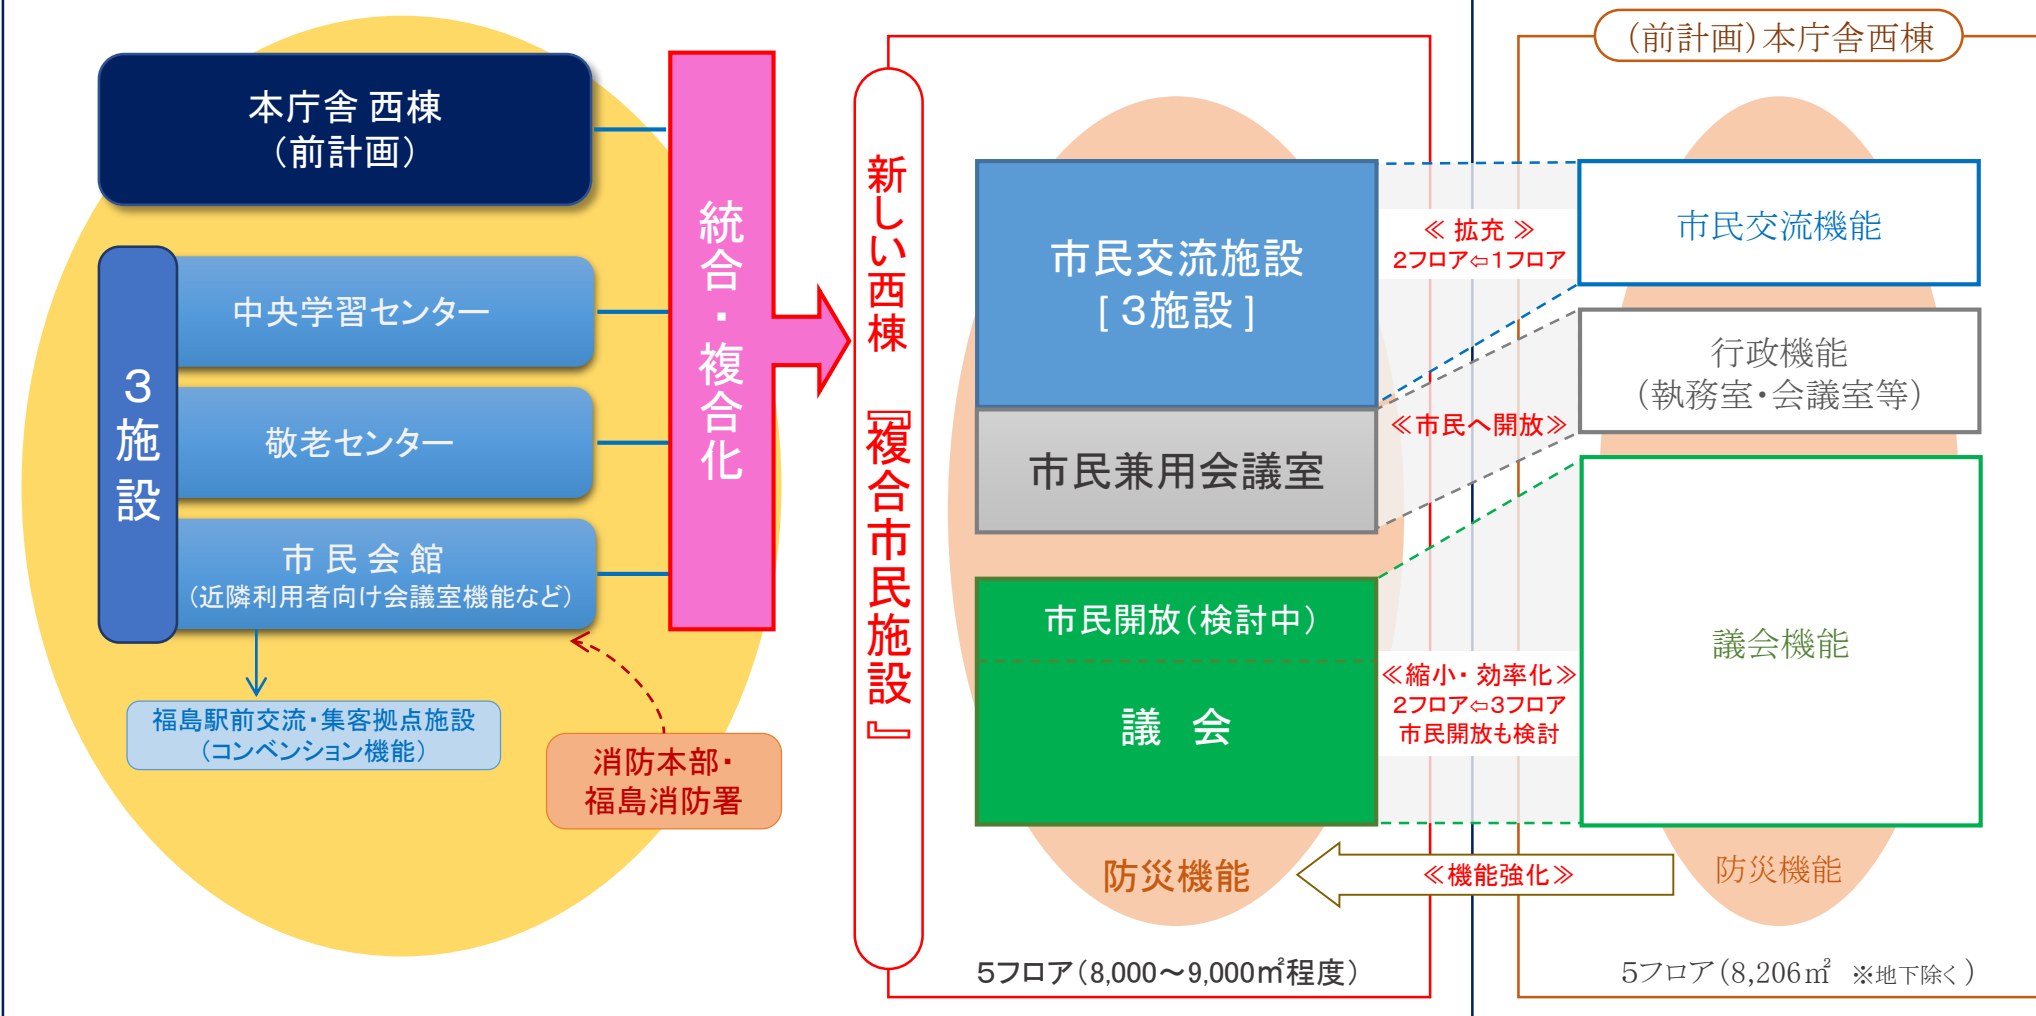 本庁舎 西棟
（前計画）
３施設
中央学習センター
敬老センター
市 民 会 館
（近隣利用者向け会議室機能など）
福島駅前交流・集客拠点施設
（コンベンション機能）
消防本部・
福島消防署
統合・複合化
新しい西棟 『複合市民施設』
市民交流施設
[ ３施設 ]
市民兼用会議室
市民開放（検討中）
議 会
防災機能
５フロア（8,000～9,000㎡程度）
≪ 拡充 ≫
２フロア⇦１フロア
≪市民へ開放≫
≪縮小・効率化≫
２フロア⇦３フロア
市民開放も検討
≪機能強化≫
（前計画）本庁舎西棟
市民交流機能
行政機能
（執務室・会議室等）
議会機能
防災機能
５フロア（8,206㎡ ※地下除く）